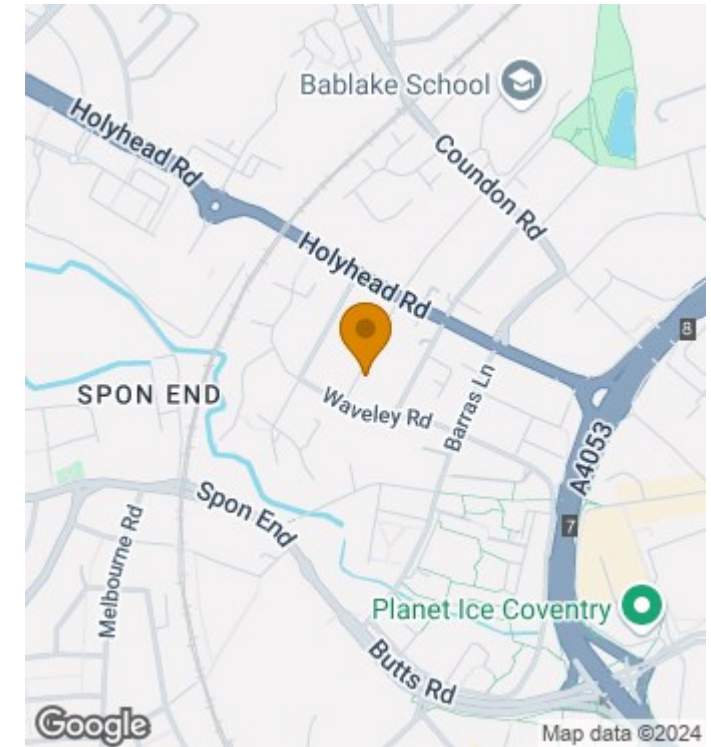 Bablake School
Holyhead Rd
Coundon Rd
Holyhead Rd
8
SPON END
Waveley Rd
Barras Ln
A4053
Spon End
7
Melbourne Rd
Planet Ice Coventry
Butts Rd
Google
Map data ©2024